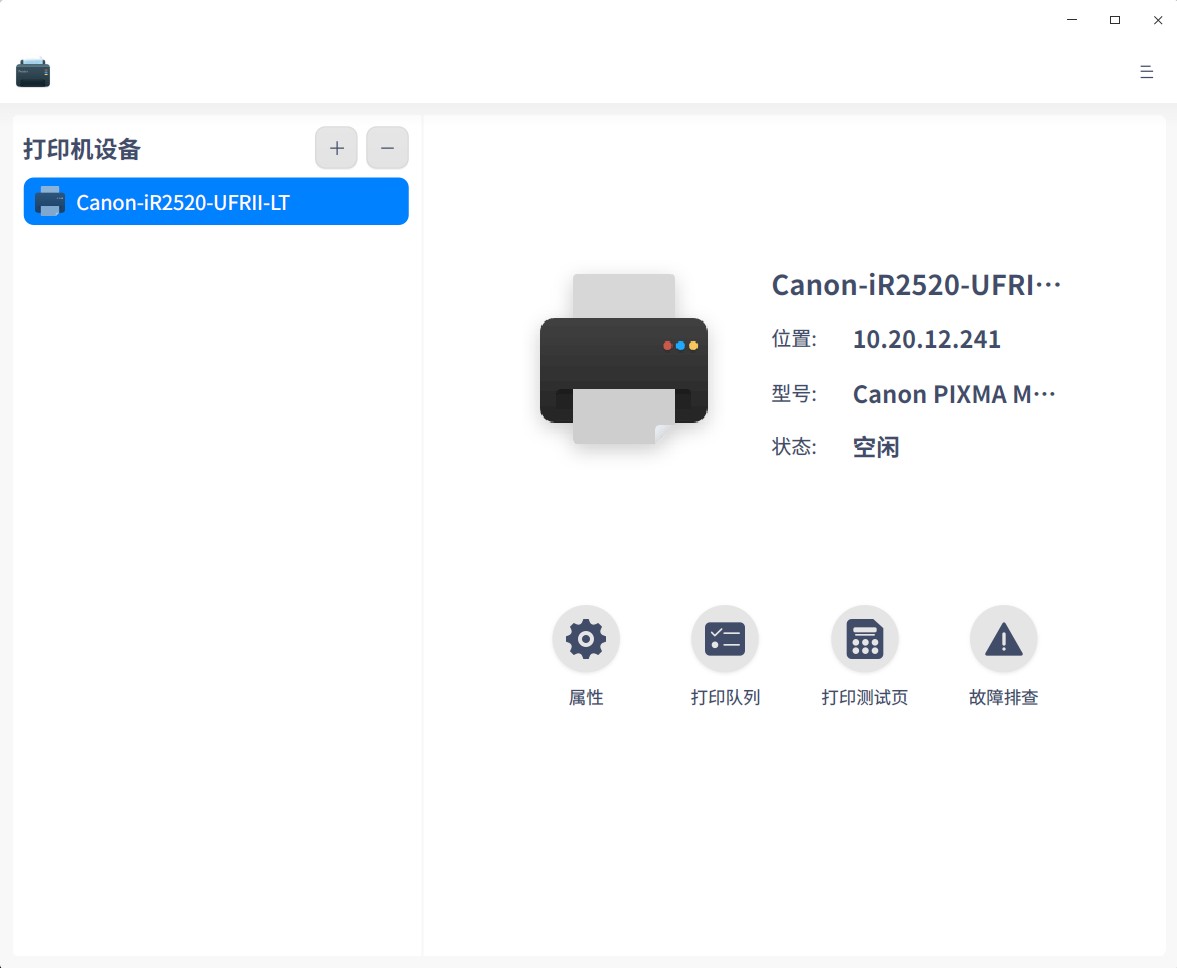 打印机设备
Canon-iR2520-UFRII-LT
Canon-iR2520-UFRI…
位置: 10.20.12.241
型号: Canon PIXMA M…
状态: 空闲
属性 打印队列 打印测试页 故障排查